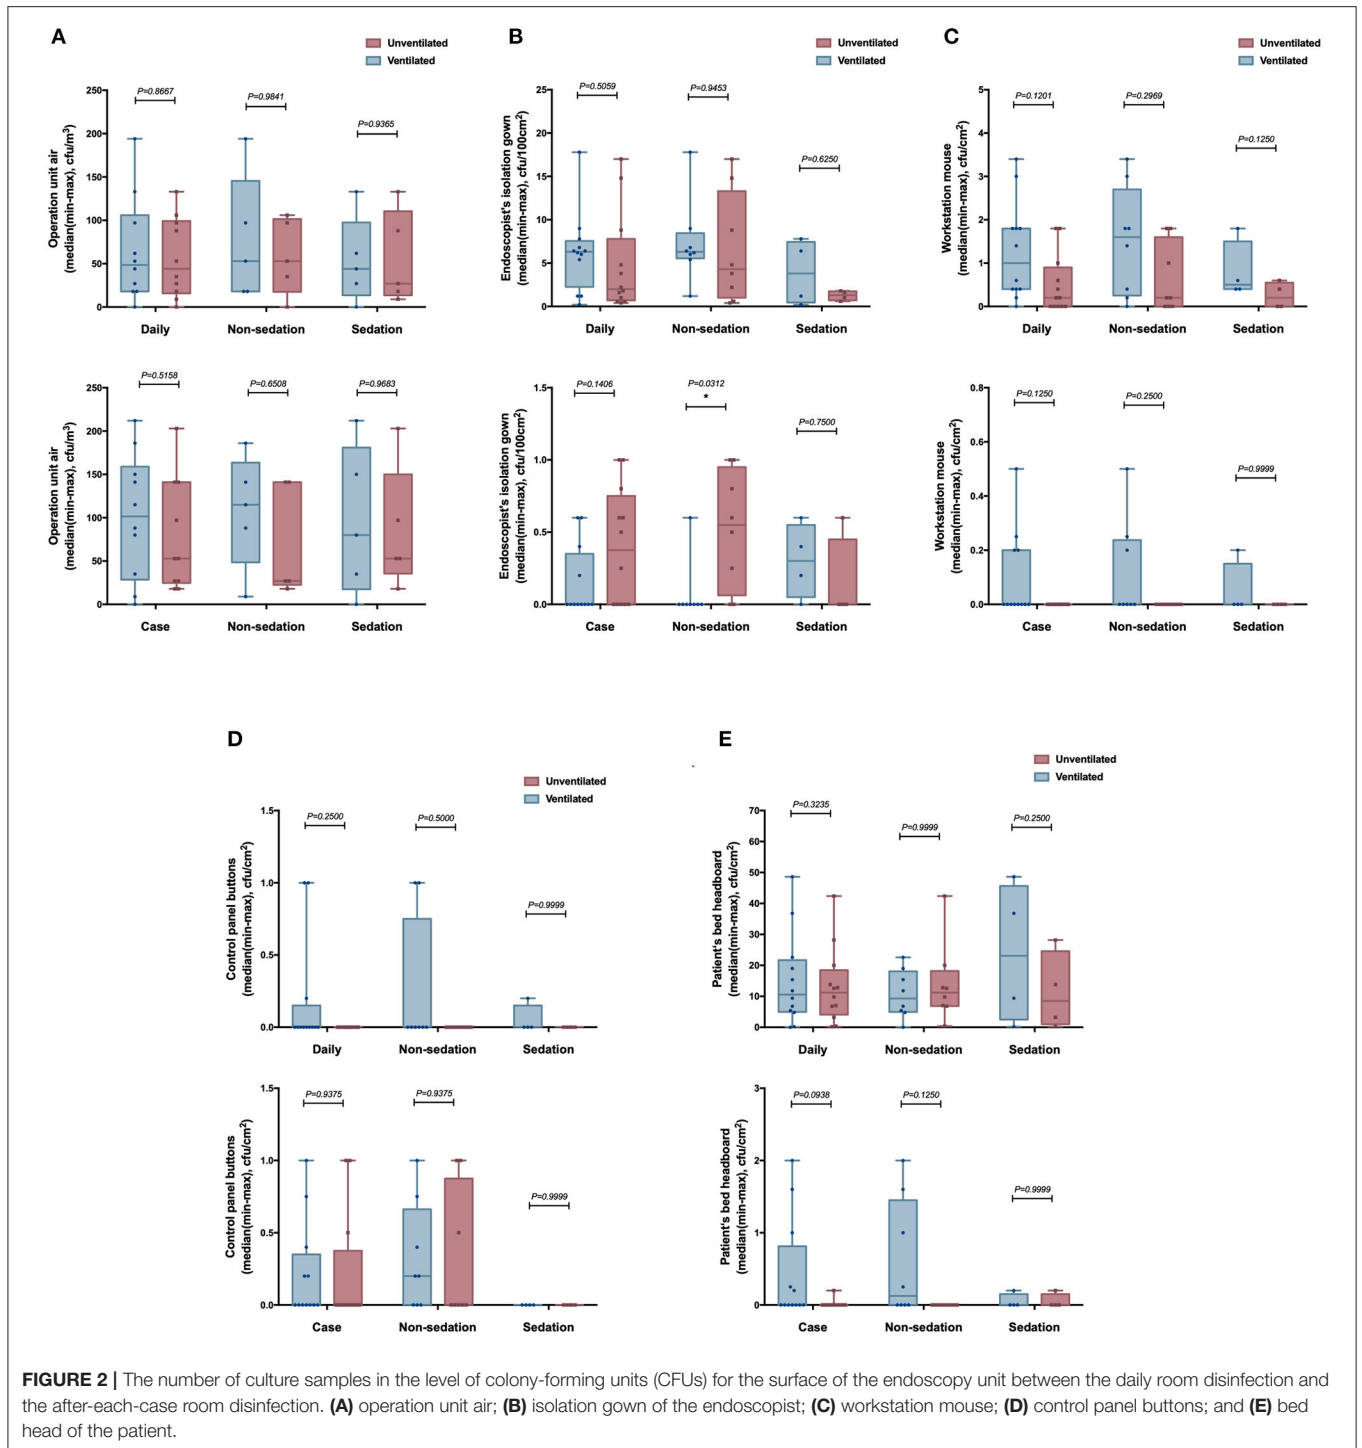 A
Unventilated
Ventilated
Operation unit air
(median(min-max), cfu/m³)
250
200
150
100
50
0
P=0.8667
P=0.9841
P=0.9365
Daily
Non-sedation
Sedation
Operation unit air
(median(min-max), cfu/m³)
250
200
150
100
50
0
P=0.5158
P=0.6508
P=0.9683
Case
Non-sedation
Sedation
B
Unventilated
Ventilated
Endoscopist's isolation gown
(median(min-max), cfu/100cm²)
25
20
15
10
5
0
P=0.5059
P=0.9453
P=0.6250
Daily
Non-sedation
Sedation
Endoscopist's isolation gown
(median(min-max), cfu/100cm²)
1.5
1.0
0.5
0.0
P=0.1406
P=0.0312
*
P=0.7500
Case
Non-sedation
Sedation
C
Unventilated
Ventilated
Workstation mouse
(median(min-max), cfu/cm²)
5
4
3
2
1
0
P=0.1201
P=0.2969
P=0.1250
Daily
Non-sedation
Sedation
Workstation mouse
(median(min-max), cfu/cm²)
0.8
0.6
0.4
0.2
0.0
P=0.1250
P=0.2500
P=0.9999
Case
Non-sedation
Sedation
D
Unventilated
Ventilated
Control panel buttons
(median(min-max), cfu/cm²)
1.5
1.0
0.5
0.0
P=0.2500
P=0.5000
P=0.9999
Daily
Non-sedation
Sedation
Control panel buttons
(median(min-max), cfu/cm²)
1.5
1.0
0.5
0.0
P=0.9375
P=0.9375
P=0.9999
Case
Non-sedation
Sedation
E
Unventilated
Ventilated
Patient's bed headboard
(median(min-max), cfu/cm²)
70
60
50
40
30
20
10
0
P=0.3235
P=0.9999
P=0.2500
Daily
Non-sedation
Sedation
Patient's bed headboard
(median(min-max), cfu/cm²)
3
2
1
0
P=0.0938
P=0.1250
P=0.9999
Case
Non-sedation
Sedation
FIGURE 2 | The number of culture samples in the level of colony-forming units (CFUs) for the surface of the endoscopy unit between the daily room disinfection and
the after-each-case room disinfection. (A) operation unit air; (B) isolation gown of the endoscopist; (C) workstation mouse; (D) control panel buttons; and (E) bed
head of the patient.